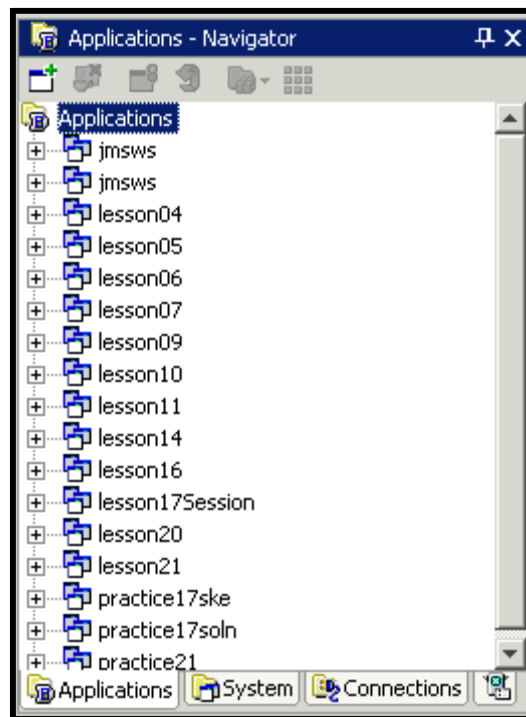 Applications - Navigator
Applications
jmsws
jmsws
lesson04
lesson05
lesson06
lesson07
lesson09
lesson10
lesson11
lesson14
lesson16
lesson17Session
lesson20
lesson21
practice17ske
practice17soln
practice21
Applications System Connections